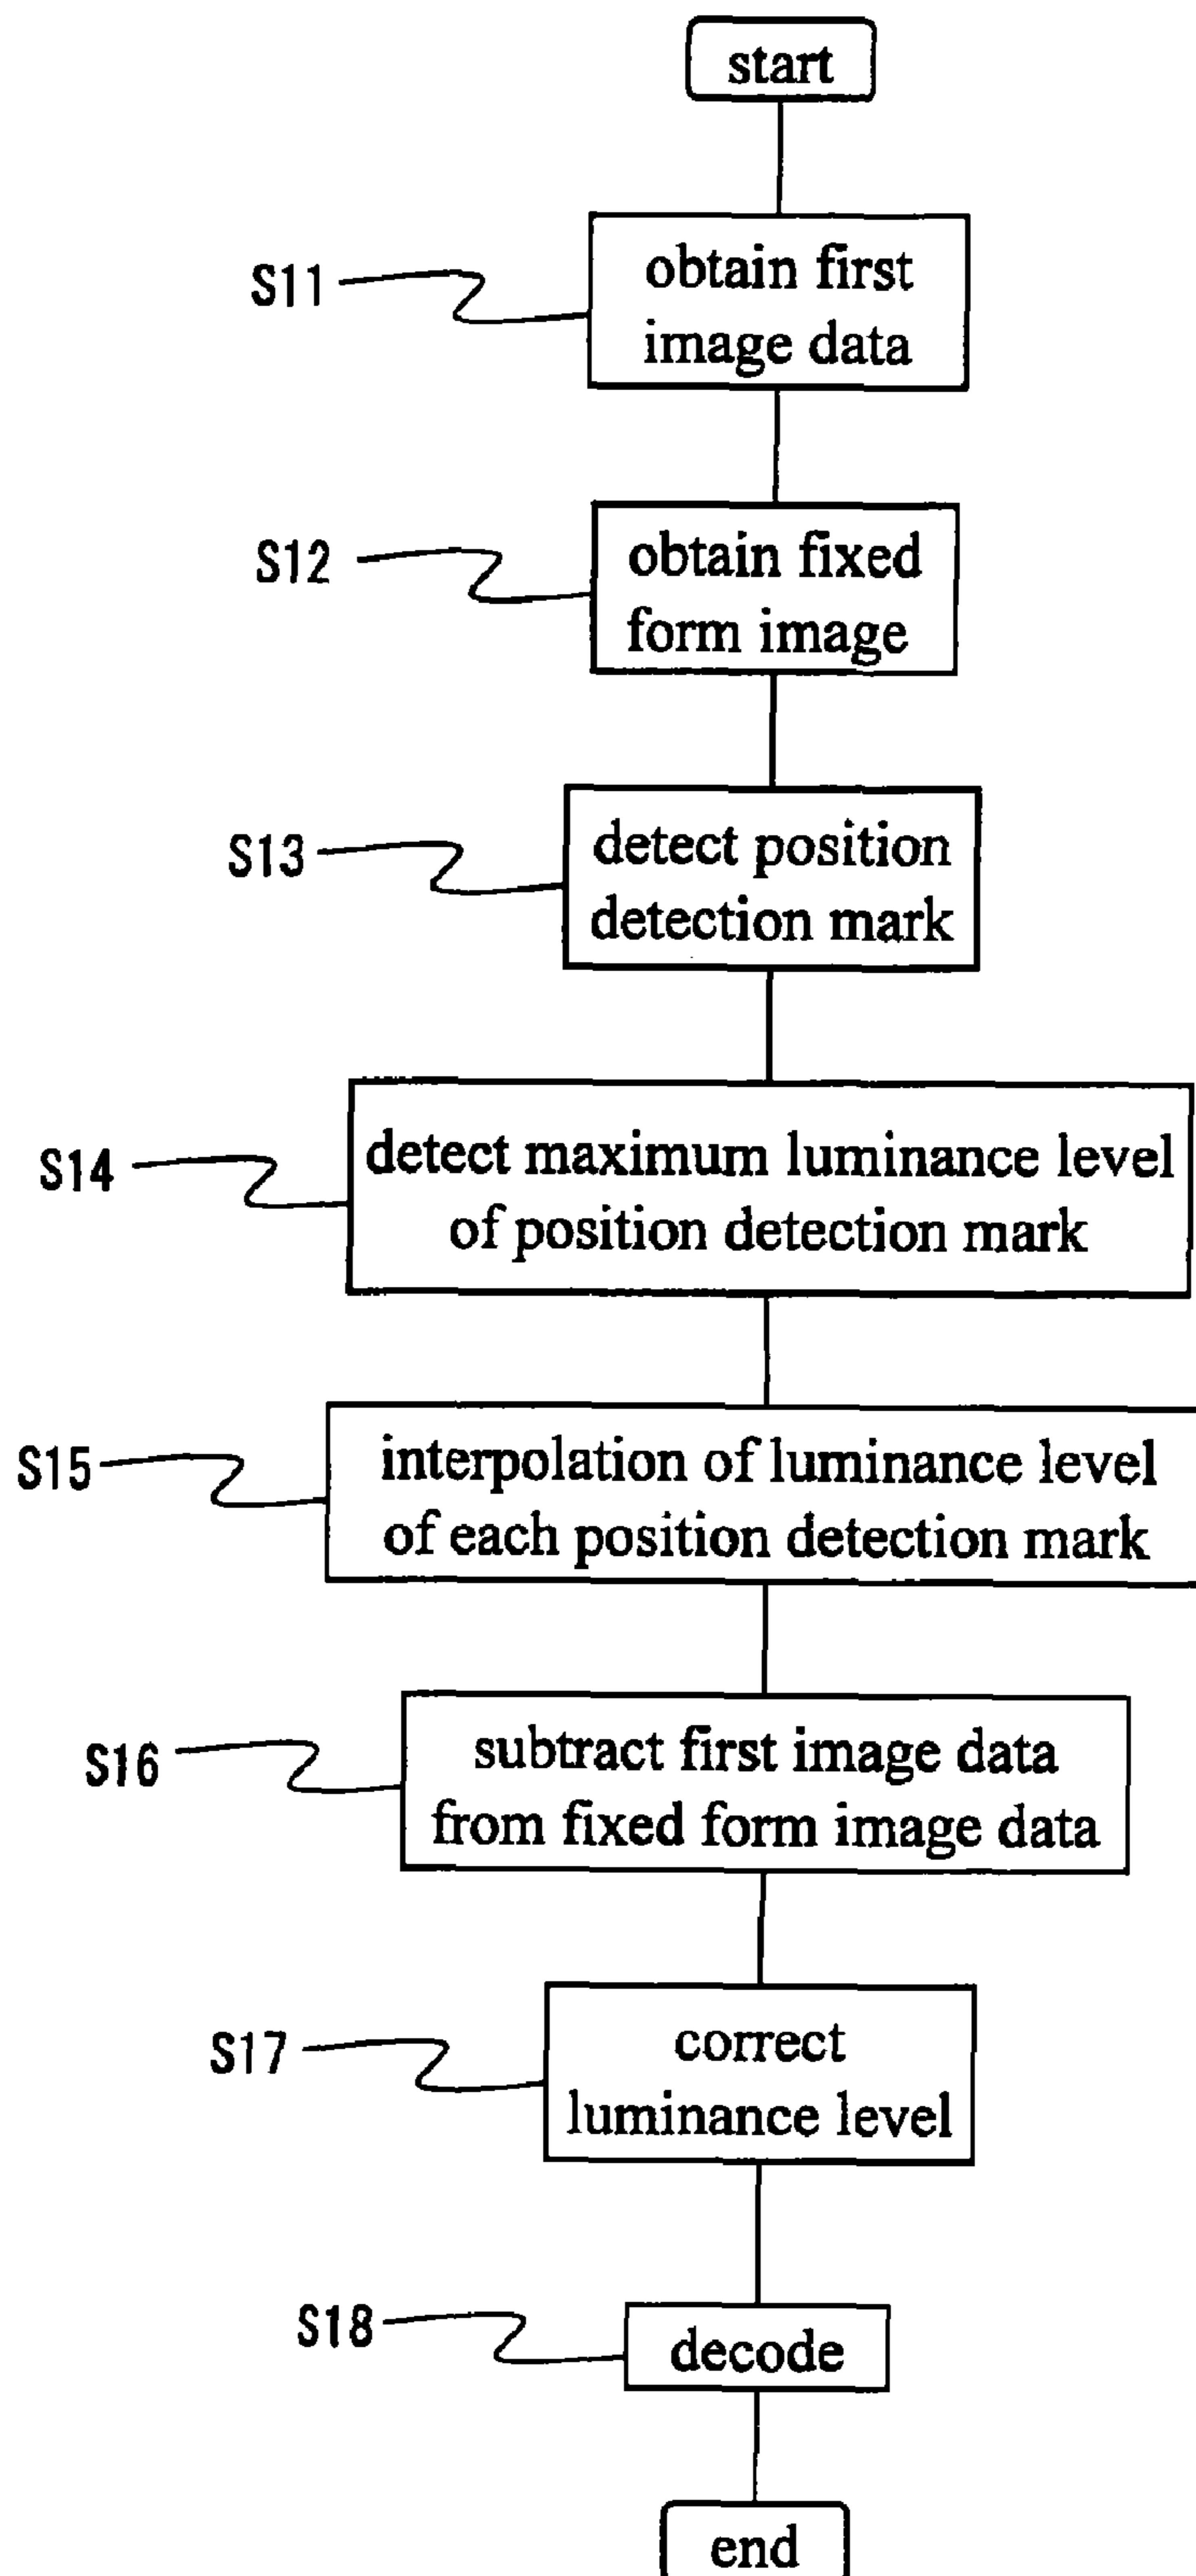 start
S11
obtain first
image data
S12
obtain fixed
form image
S13
detect position
detection mark
S14
detect maximum luminance level
of position detection mark
S15
interpolation of luminance level
of each position detection mark
S16
subtract first image data
from fixed form image data
S17
correct
luminance level
S18
decode
end